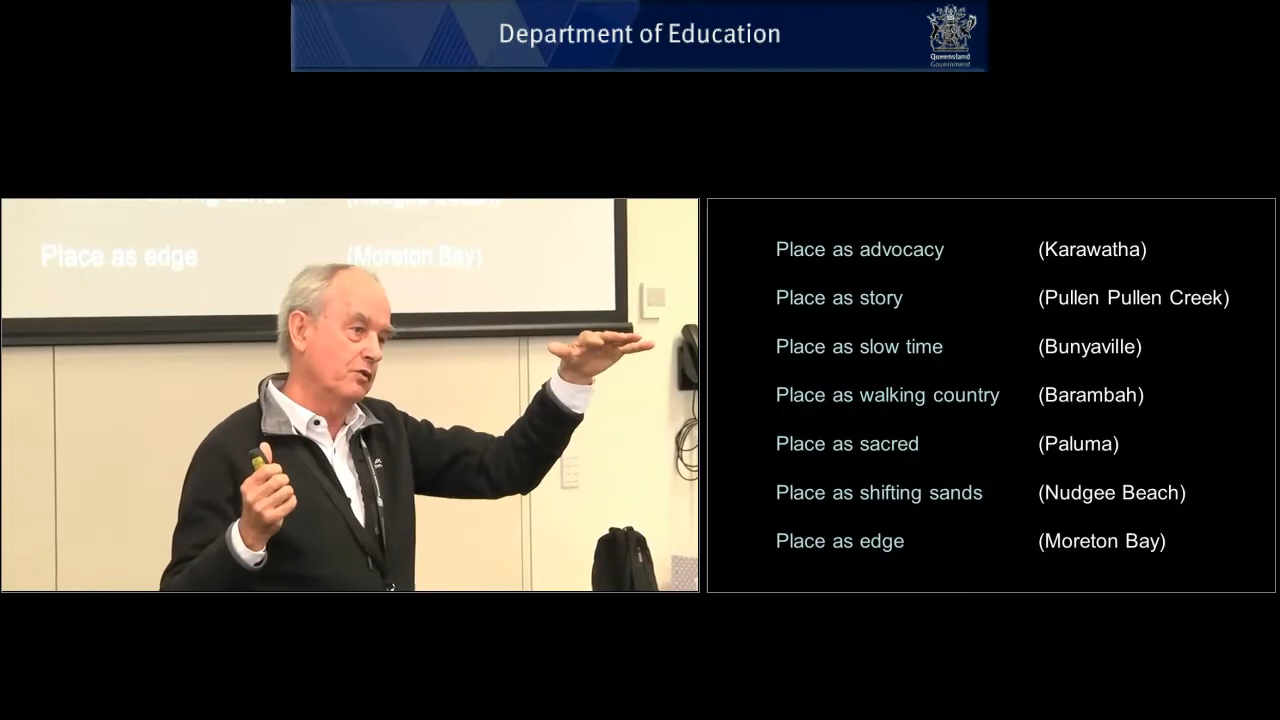 Department of Education
Queensland
Government
Place as edge (Moreton Bay)
Place as advocacy (Karawatha)
Place as story (Pullen Pullen Creek)
Place as slow time (Bunyaville)
Place as walking country (Barambah)
Place as sacred (Paluma)
Place as shifting sands (Nudgee Beach)
Place as edge (Moreton Bay)